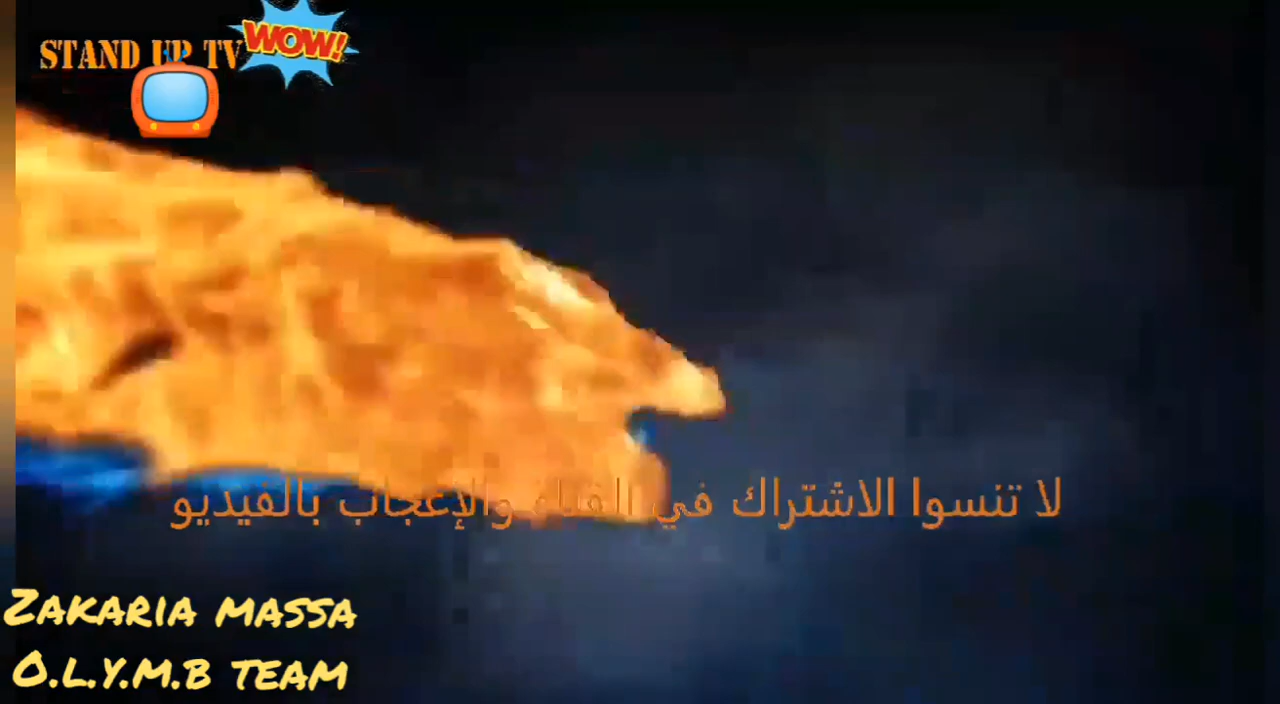 STAND UP TV
WOW!
لا تنسوا الاشتراك في القناة والإعجاب بالفيديو
ZAKARIA MASSA
O.L.Y.M.B TEAM